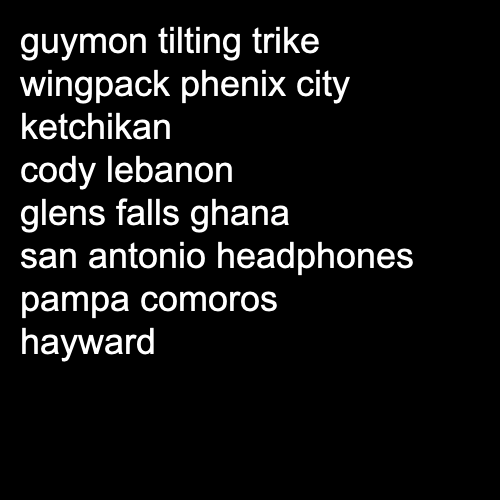 guymon tilting trike
wingpack phenix city
ketchikan
cody lebanon
glens falls ghana
san antonio headphones
pampa comoros
hayward